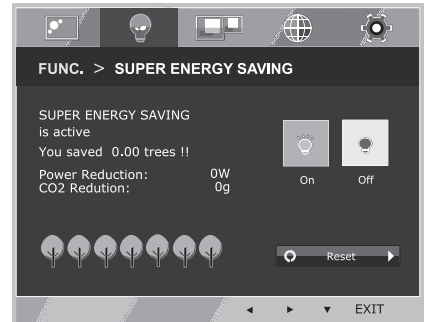 FUNC. > SUPER ENERGY SAVING
SUPER ENERGY SAVING
is active
You saved 0.00 trees !!
Power Reduction: 0W
CO2 Redution: 0g
On Off
Reset
EXIT